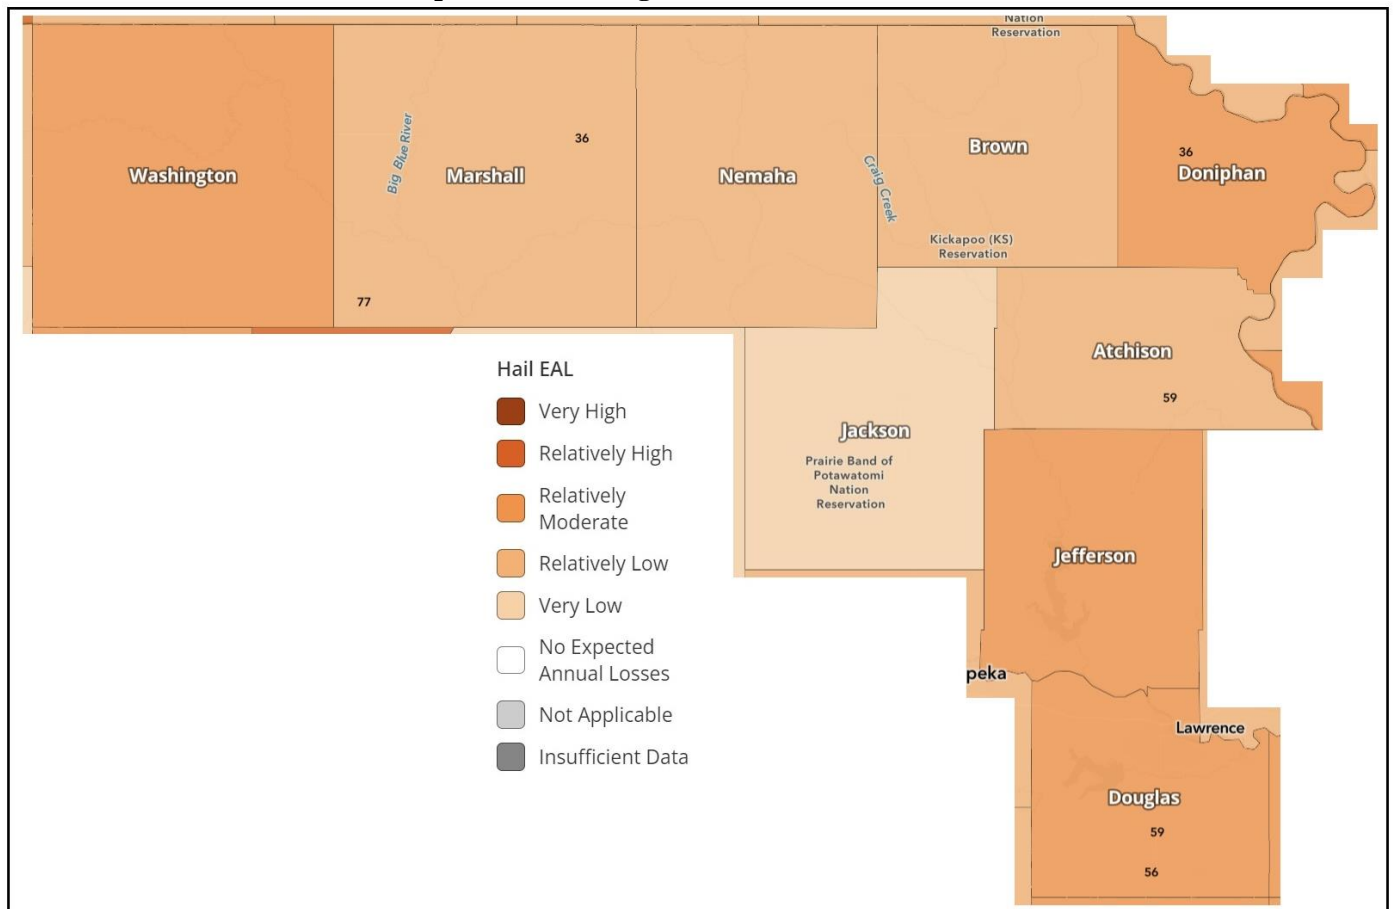 Nation
Reservation
Washington
Big Blue River
Marshall
36
77
Nemaha
Craig Creek
Brown
Kickapoo (KS)
Reservation
36
Doniphan
Atchison
59
Jackson
Prairie Band of
Potawatomi
Nation
Reservation
Jefferson
peka
Lawrence
Douglas
59
56
Hail EAL
Very High
Relatively High
Relatively
Moderate
Relatively Low
Very Low
No Expected
Annual Losses
Not Applicable
Insufficient Data